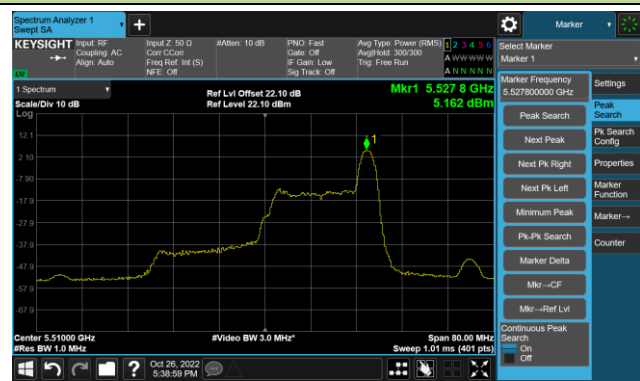 Spectrum Analyzer 1
Swept SA
Marker
KEYSIGHT
Input: RF
Coupling: AC
Align: Auto
Input Z: 50 Ω
Corr CCorr
Freq Ref: Int (S)
NFE: Off
#Atten: 10 dB
PNO: Fast
Gate: Off
IF Gain: Low
Sig Track: Off
Avg Type: Power (RMS)
Avg|Hold: 300/300
Trig: Free Run
1 2 3 4 5 6
A W W W W W
A N N N N N
LXI
Select Marker
Marker 1
1 Spectrum
Scale/Div 10 dB
Log
Ref Lvl Offset 22.10 dB
Ref Level 22.10 dBm
Mkr1 5.527 8 GHz
5.162 dBm
1
12.1
2.10
-7.90
-17.9
-27.9
-37.9
-47.9
-57.9
-67.9
Center 5.51000 GHz
#Res BW 1.0 MHz
#Video BW 3.0 MHz*
Span 80.00 MHz
Sweep 1.01 ms (401 pts)
Marker Frequency
5.527800000 GHz
Peak Search
Next Peak
Next Pk Right
Next Pk Left
Minimum Peak
Pk-Pk Search
Marker Delta
Mkr→CF
Mkr→Ref Lvl
Continuous Peak
Search
On
Off
Settings
Peak
Search
Pk Search
Config
Properties
Marker
Function
Marker→
Counter
Oct 26, 2022
5:38:59 PM